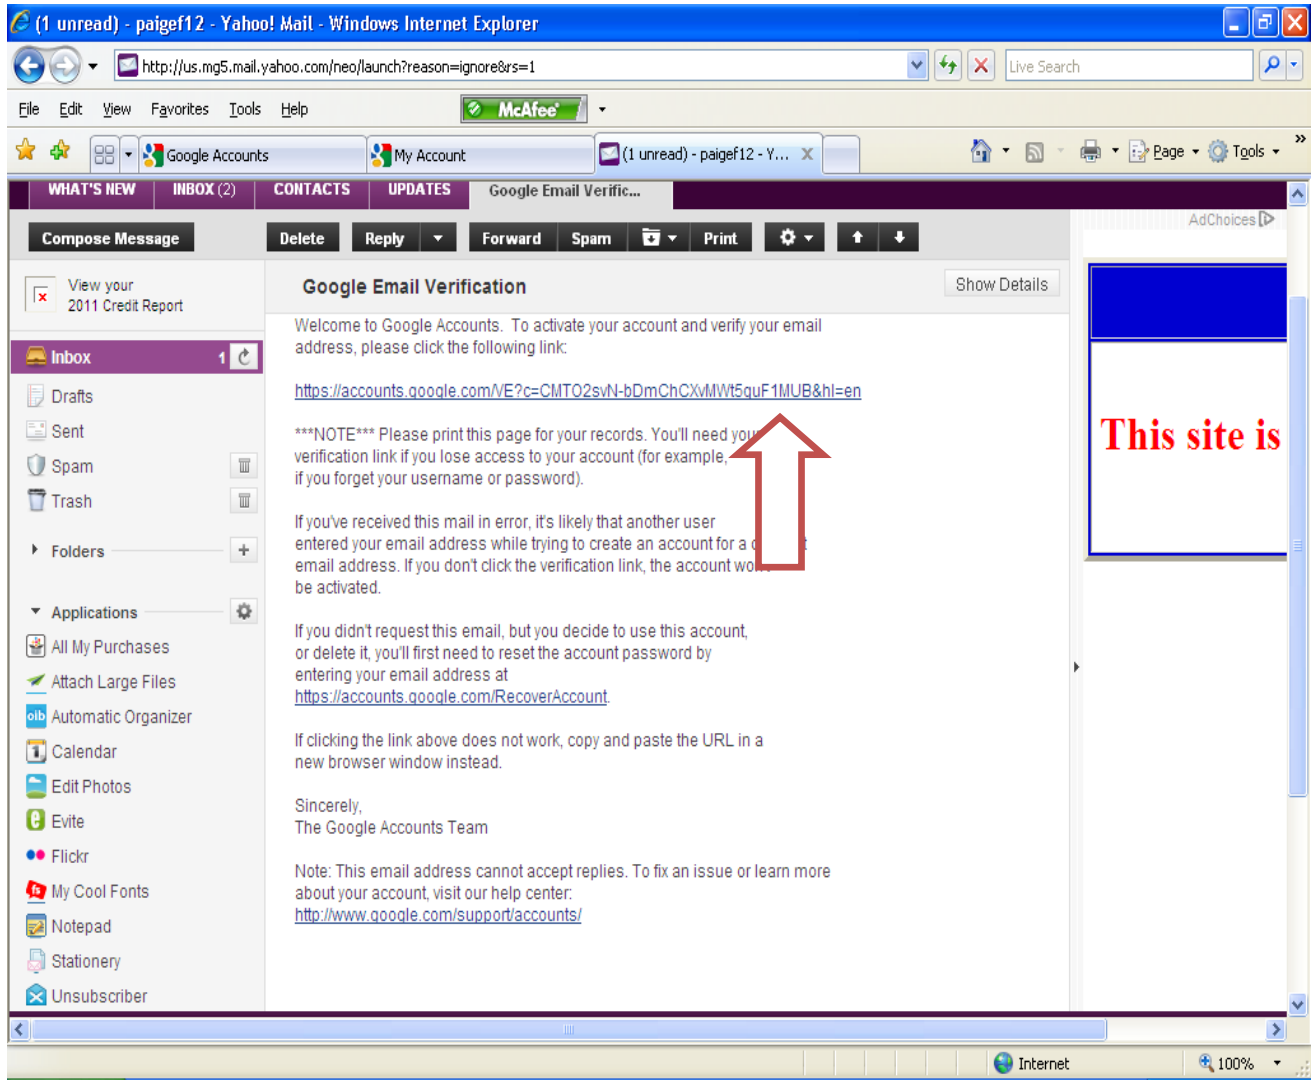 (1 unread) - paigef12 - Yahoo! Mail - Windows Internet Explorer
http://us.mg5.mail.yahoo.com/neo/launch?reason=ignore&rs=1
Live Search
File Edit View Favorites Tools Help
McAfee
Google Accounts
My Account
(1 unread) - paigef12 - Y...
Page
Tools
WHAT'S NEW
INBOX (2)
CONTACTS
UPDATES
Google Email Verific...
AdChoices
Compose Message
Delete
Reply
Forward
Spam
Print
View your
2011 Credit Report
Google Email Verification
Show Details
Inbox 1
Drafts
Sent
Spam
Trash
Folders
Applications
All My Purchases
Attach Large Files
oib Automatic Organizer
1 Calendar
Edit Photos
Evite
Flickr
My Cool Fonts
Notepad
Stationery
Unsubscriber
Welcome to Google Accounts. To activate your account and verify your email
address, please click the following link:
https://accounts.google.com/VE?c=CMTO2svN-bDmChCXvMWt5quF1MUB&hl=en
***NOTE*** Please print this page for your records. You'll need your
verification link if you lose access to your account (for example,
if you forget your username or password).
If you've received this mail in error, it's likely that another user
entered your email address while trying to create an account for a
email address. If you don't click the verification link, the account
be activated.
If you didn't request this email, but you decide to use this account,
or delete it, you'll first need to reset the account password by
entering your email address at
https://accounts.google.com/RecoverAccount.
If clicking the link above does not work, copy and paste the URL in a
new browser window instead.
Sincerely,
The Google Accounts Team
Note: This email address cannot accept replies. To fix an issue or learn more
about your account, visit our help center:
http://www.google.com/support/accounts/
This site is
Internet
100%